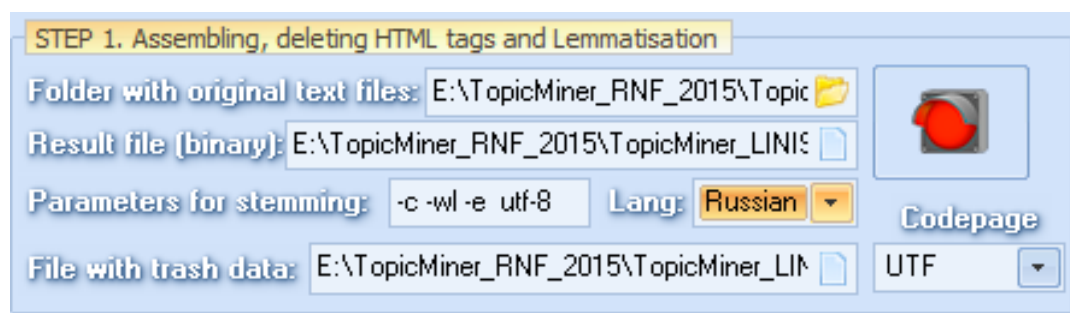 STEP 1. Assembling, deleting HTML tags and Lemmatisation
Folder with original text files: E:\TopicMiner_RNF_2015\Topic
Result file (binary): E:\TopicMiner_RNF_2015\TopicMiner_LINIS
Parameters for stemming: -c -wl -e utf-8 Lang: Russian
Codepage
File with trash data: E:\TopicMiner_RNF_2015\TopicMiner_LIN UTF